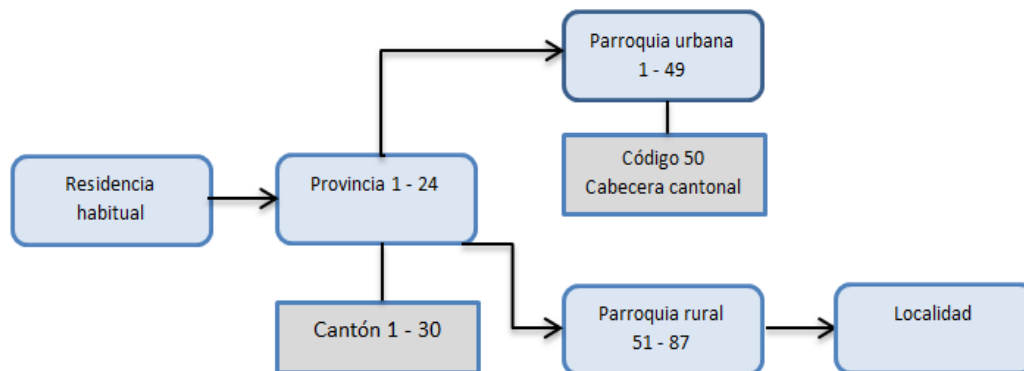 Residencia
habitual
Provincia 1 - 24
Cantón 1 - 30
Parroquia urbana
1 - 49
Código 50
Cabecera cantonal
Parroquia rural
51 - 87
Localidad